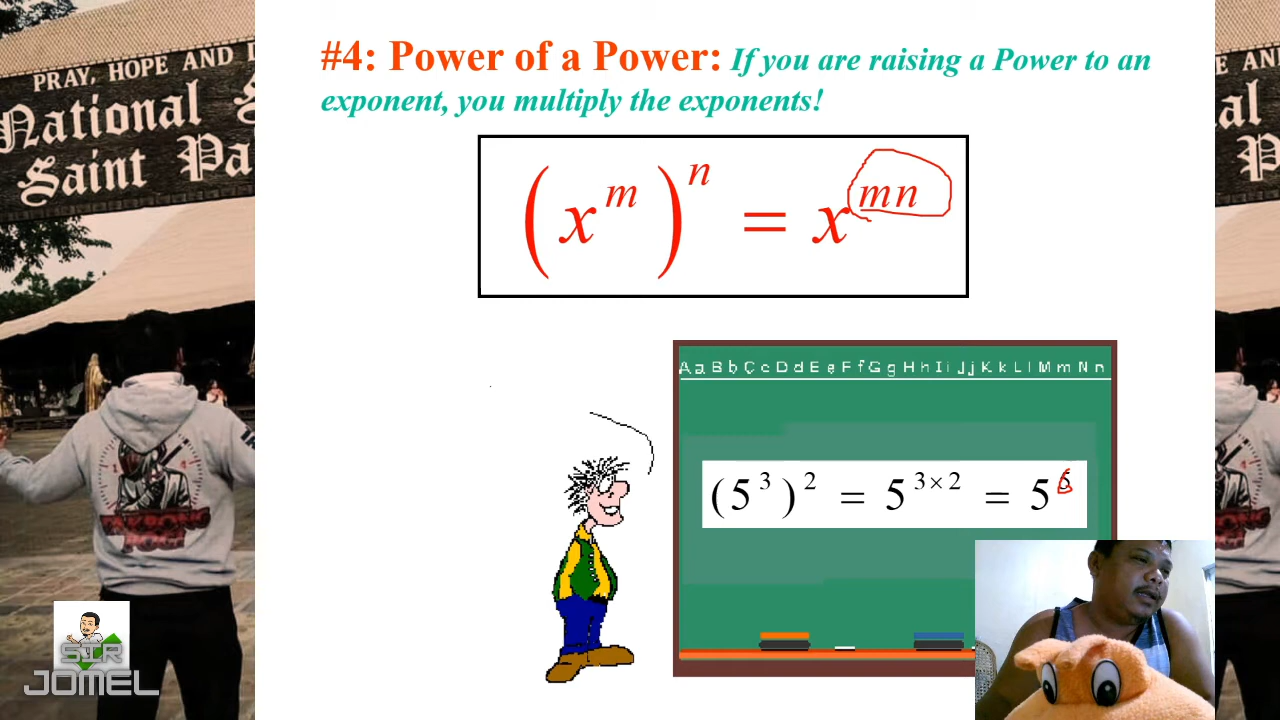 #4: Power of a Power: If you are raising a Power to an
exponent, you multiply the exponents!
(x^m)^n = x^{mn}
Aa Bb Cc Dd Ee Ff Gg Hh Ii Jj Kk Ll Mm Nn
(5^3)^2 = 5^{3×2} = 5^6
PRAY, HOPE AND
National S
Saint Pa
E AN
al
P
SIR
JOMEL